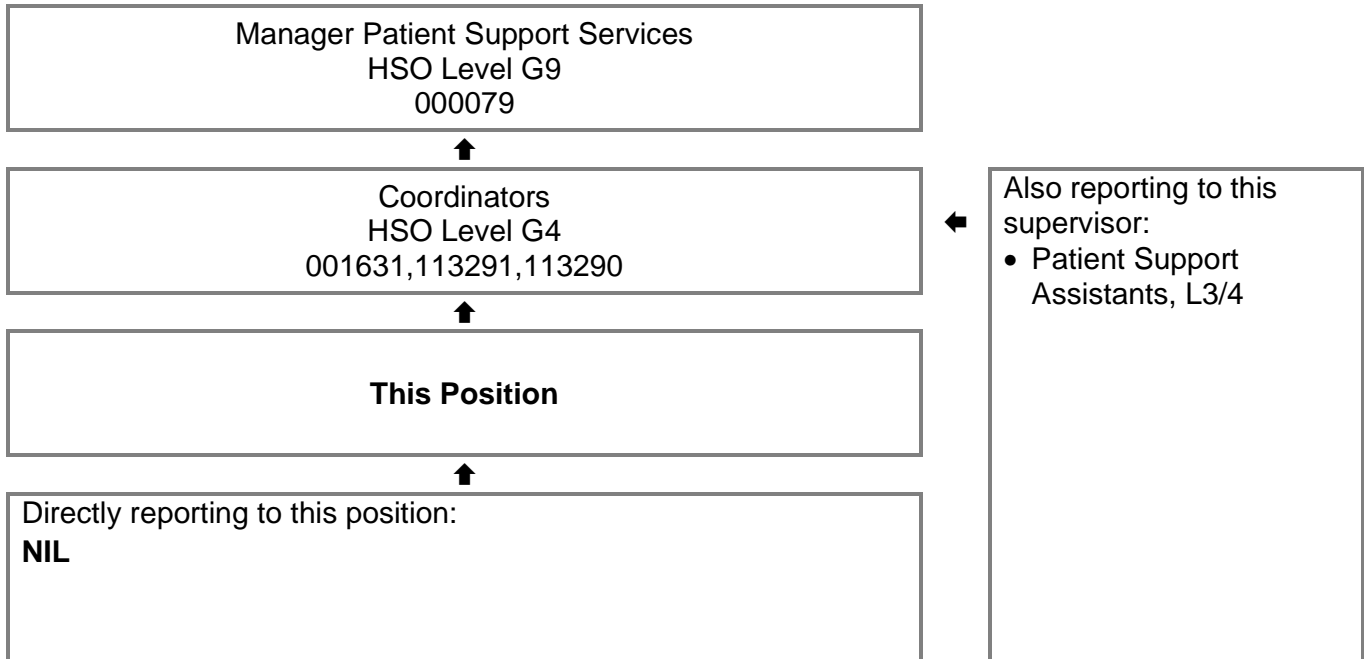 Manager Patient Support Services
HSO Level G9
000079
Coordinators
HSO Level G4
001631,113291,113290
Also reporting to this
supervisor:
• Patient Support
Assistants, L3/4
This Position
Directly reporting to this position:
NIL